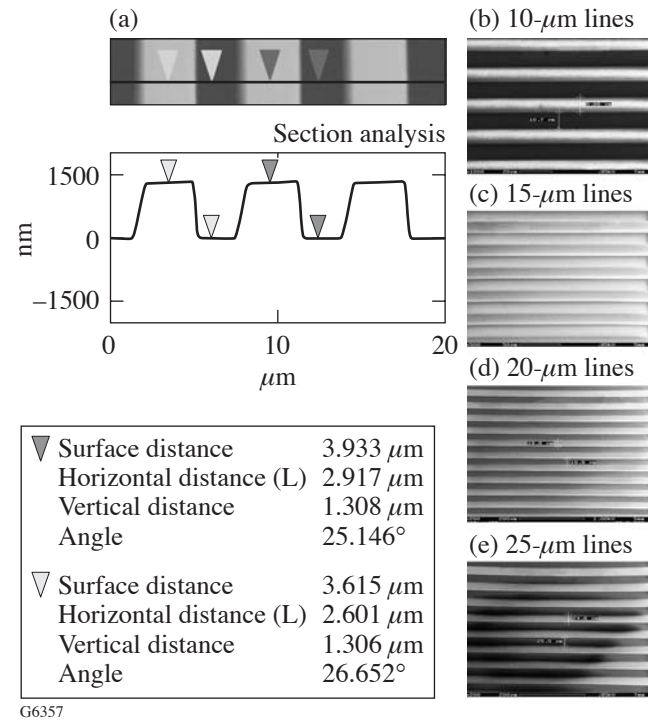 (a)
Section analysis
nm
1500
0
–1500
0
10
20
μm
Surface distance 3.933 μm
Horizontal distance (L) 2.917 μm
Vertical distance 1.308 μm
Angle 25.146°
Surface distance 3.615 μm
Horizontal distance (L) 2.601 μm
Vertical distance 1.306 μm
Angle 26.652°
G6357
(b) 10-μm lines
(c) 15-μm lines
(d) 20-μm lines
(e) 25-μm lines